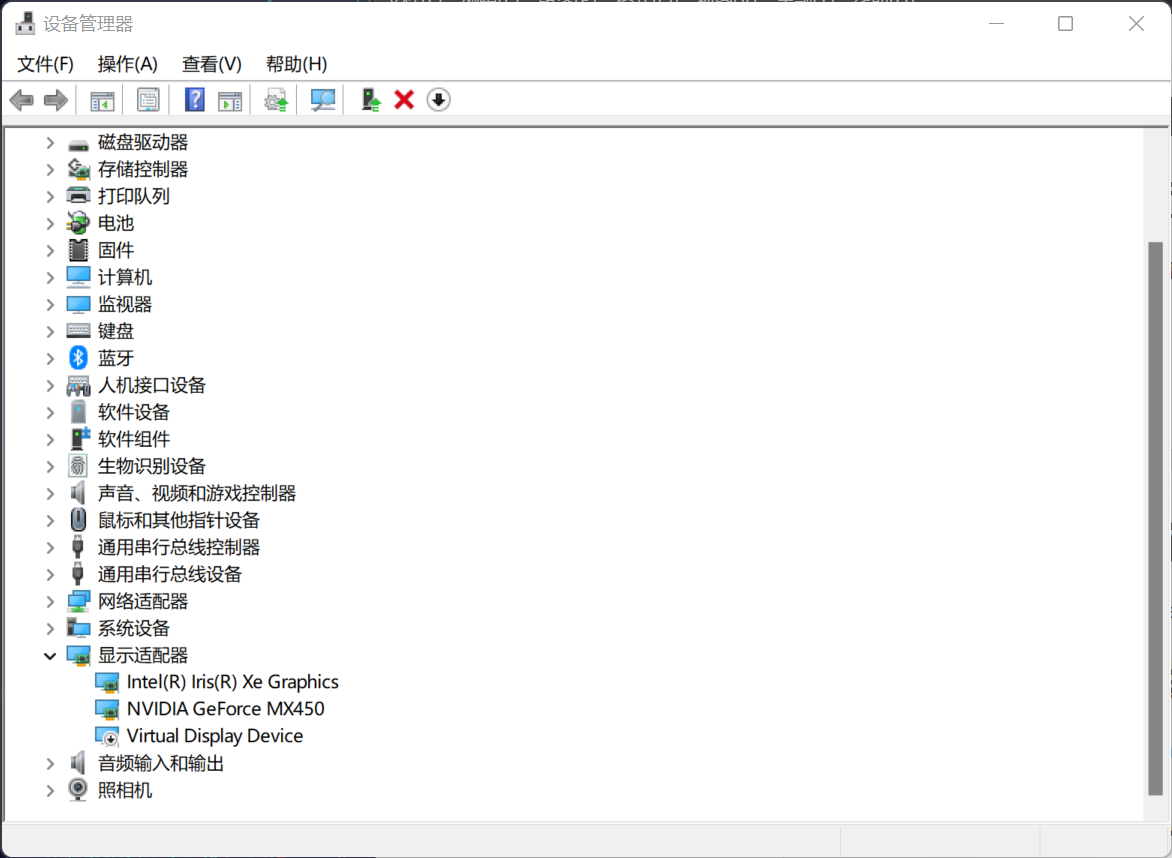 设备管理器
文件(F) 操作(A) 查看(V) 帮助(H)
磁盘驱动器
存储控制器
打印队列
电池
固件
计算机
监视器
键盘
蓝牙
人机接口设备
软件设备
软件组件
生物识别设备
声音、视频和游戏控制器
鼠标和其他指针设备
通用串行总线控制器
通用串行总线设备
网络适配器
系统设备
显示适配器
Intel(R) Iris(R) Xe Graphics
NVIDIA GeForce MX450
Virtual Display Device
音频输入和输出
照相机